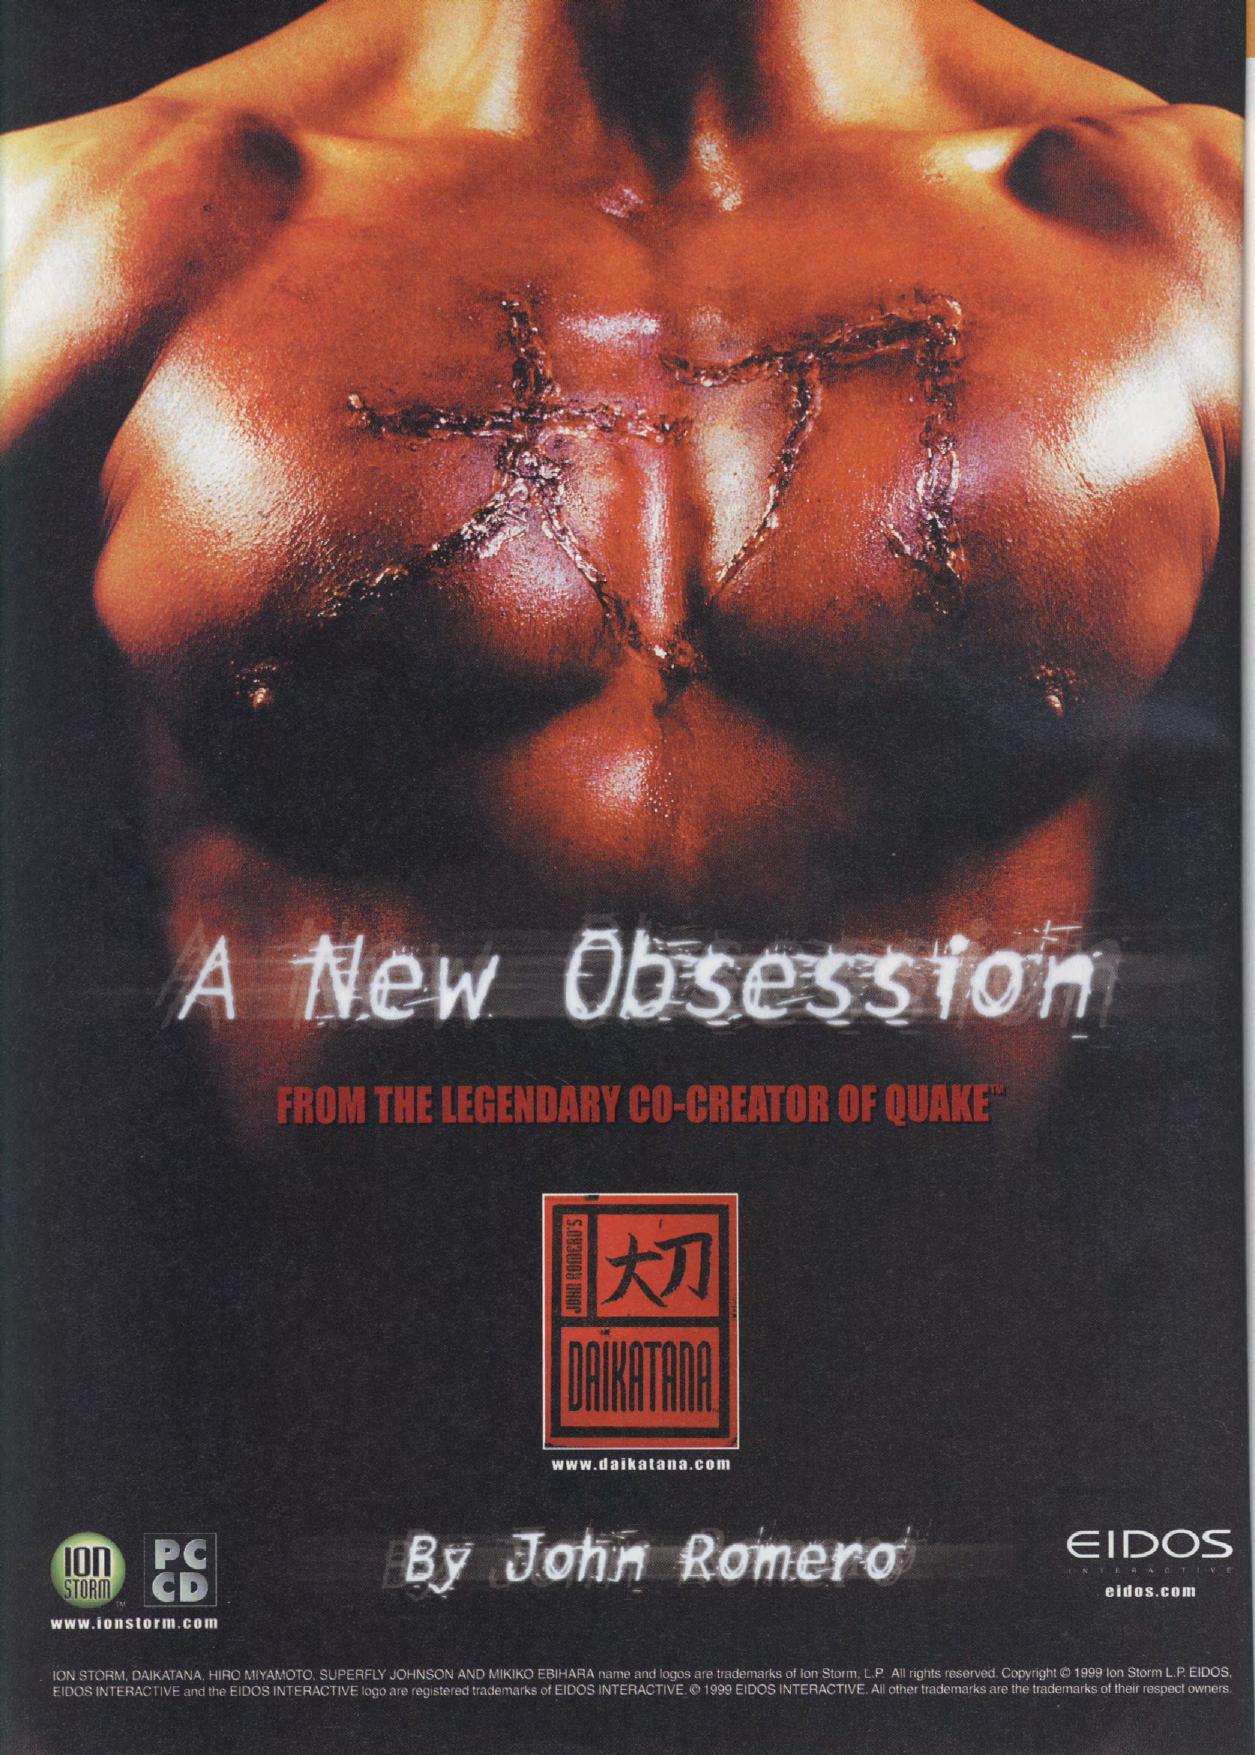 大刀
A New Obsession
FROM THE LEGENDARY CO-CREATOR OF QUAKE™
JOHN ROMERO'S
大刀
DAIKATANA
www.daikatana.com
By John Romero
ION
STORM™
PC
CD
www.ionstorm.com
EIDOS
INTERACTIVE
eidos.com
ION STORM, DAIKATANA, HIRO MIYAMOTO, SUPERFLY JOHNSON AND MIKIKO EBIHARA name and logos are trademarks of Ion Storm, L.P. All rights reserved. Copyright © 1999 Ion Storm L.P. EIDOS,
EIDOS INTERACTIVE and the EIDOS INTERACTIVE logo are registered trademarks of EIDOS INTERACTIVE. © 1999 EIDOS INTERACTIVE. All other trademarks are the trademarks of their respect owners.